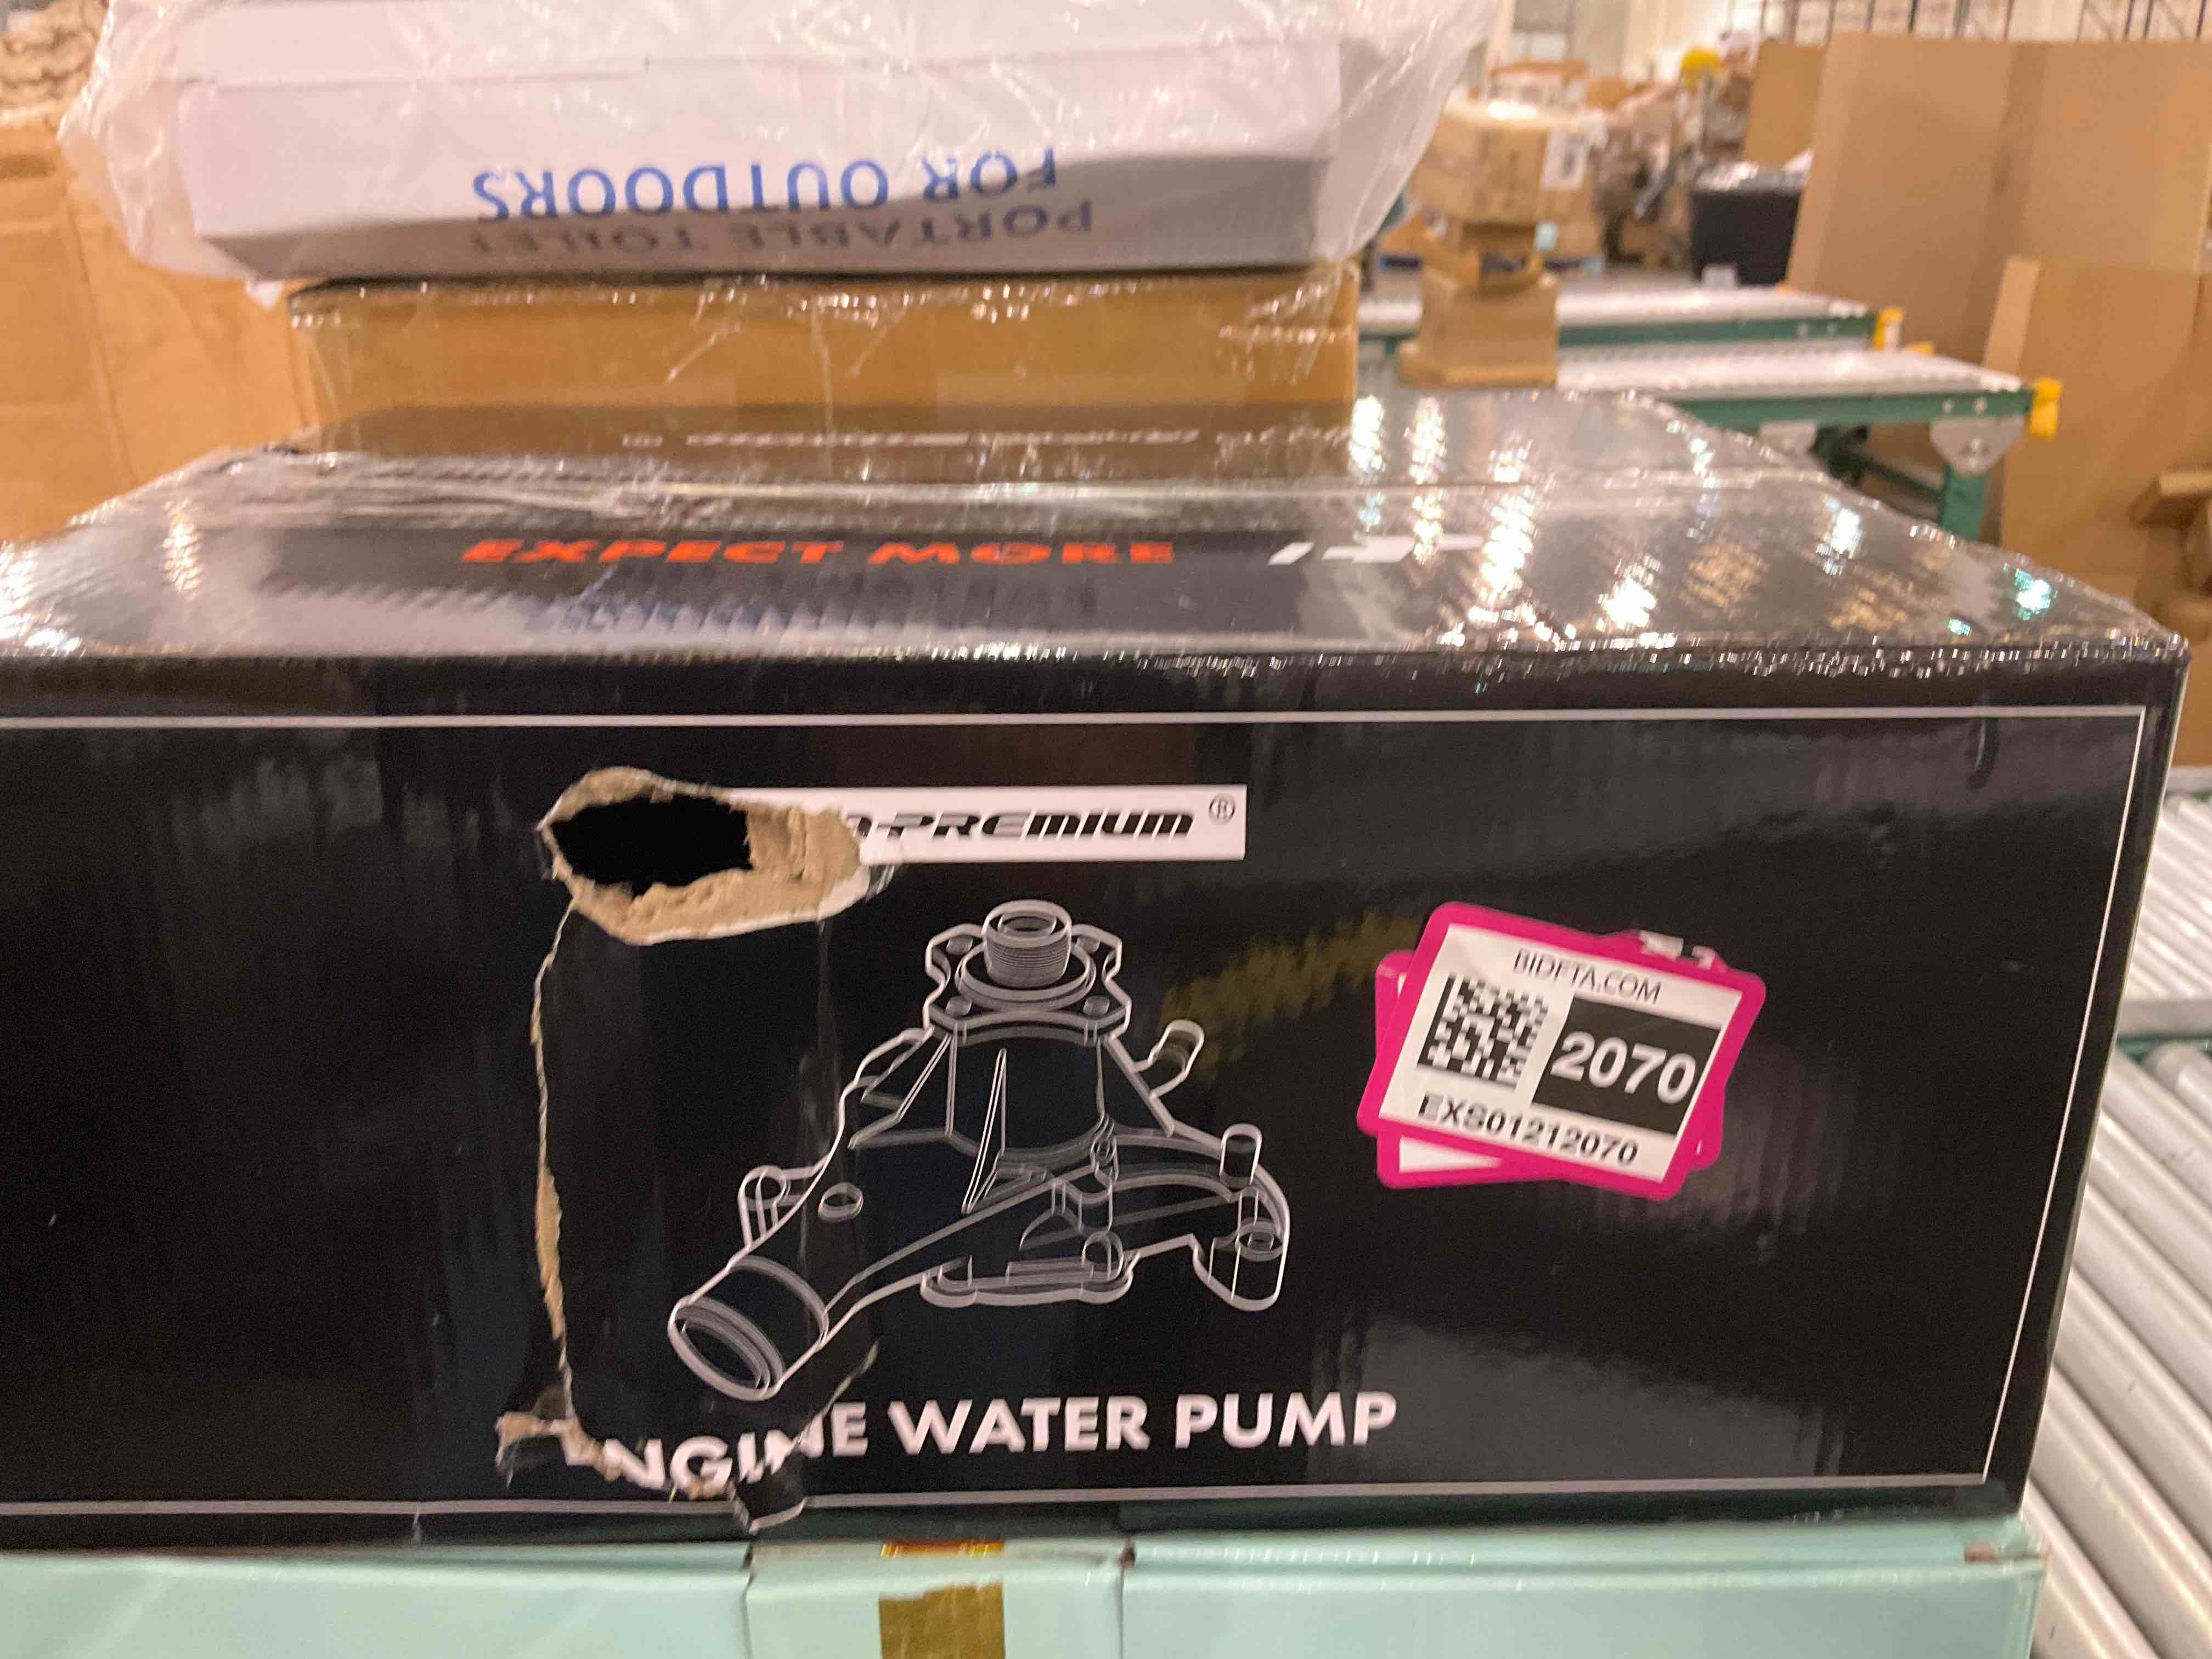 PORTABLE TOILET
FOR OUTDOORS
EXPECT MORE
-PREMIUM®
ENGINE WATER PUMP
BIDFTA.COM
2070
EXS01212070